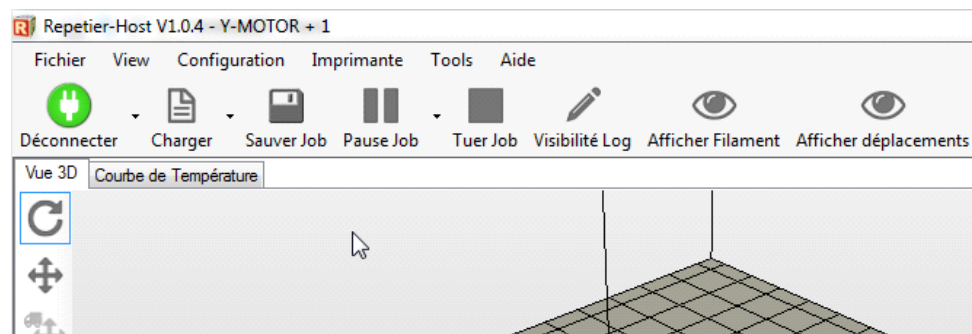 Repetier-Host V1.0.4 - Y-MOTOR + 1
Fichier View Configuration Imprimante Tools Aide
Déconnecter Charger Sauver Job Pause Job Tuer Job Visibilité Log Afficher Filament Afficher déplacements
Vue 3D Courbe de Température